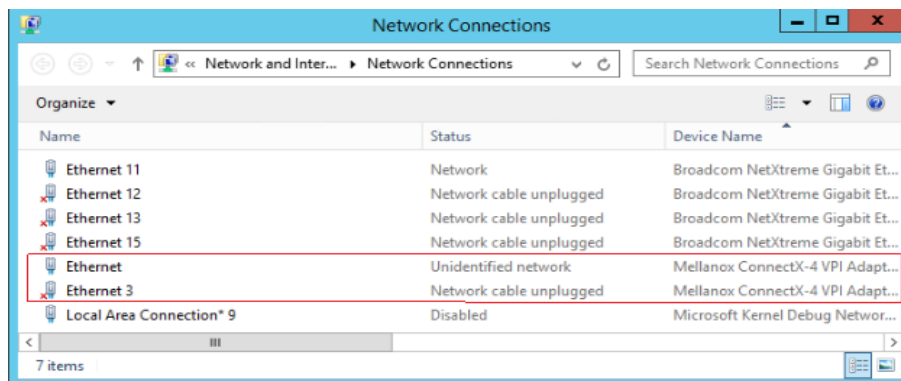 Network Connections
« Network and Inter... ▸ Network Connections Search Network Connections
Organize
Name Status Device Name
Ethernet 11 Network Broadcom NetXtreme Gigabit Et...
Ethernet 12 Network cable unplugged Broadcom NetXtreme Gigabit Et...
Ethernet 13 Network cable unplugged Broadcom NetXtreme Gigabit Et...
Ethernet 15 Network cable unplugged Broadcom NetXtreme Gigabit Et...
Ethernet Unidentified network Mellanox ConnectX-4 VPI Adapt...
Ethernet 3 Network cable unplugged Mellanox ConnectX-4 VPI Adapt...
Local Area Connection* 9 Disabled Microsoft Kernel Debug Networ...
7 items